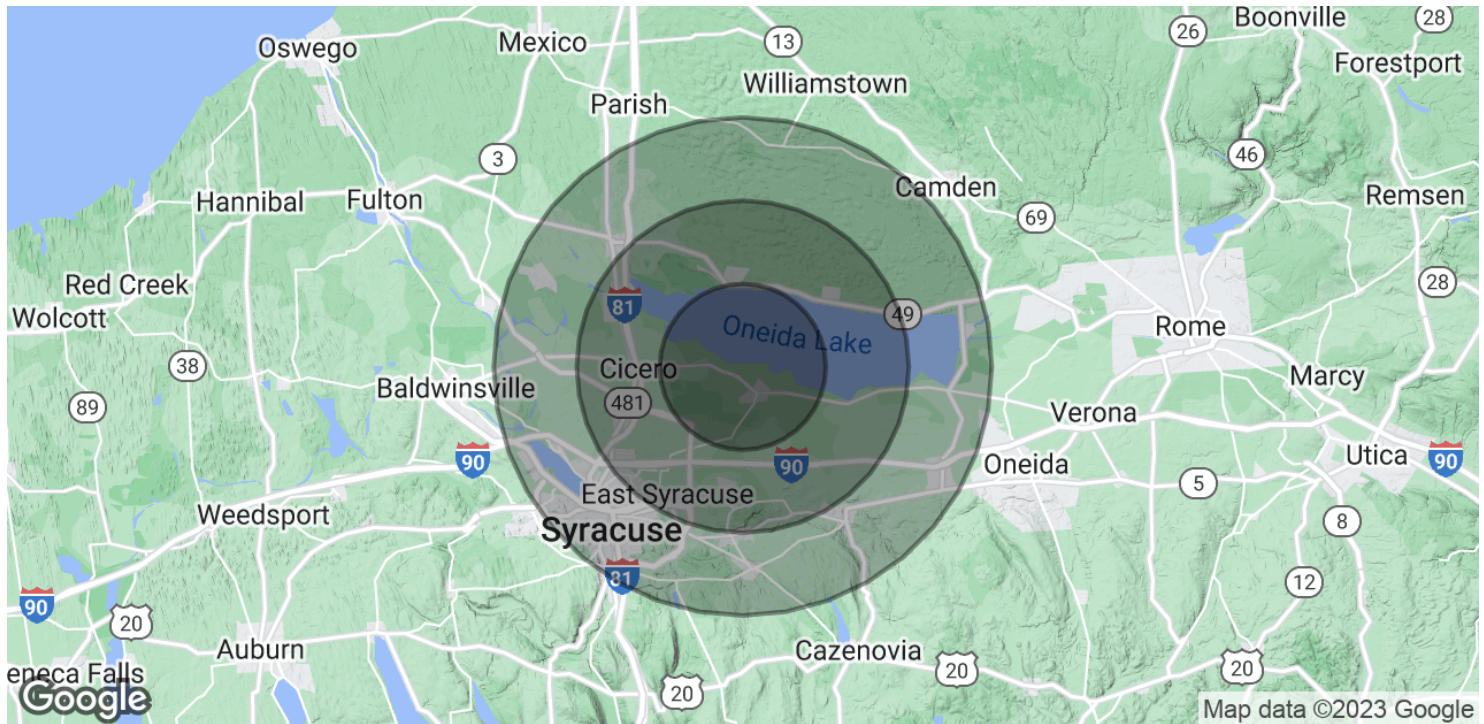 Boonville
28
Oswego
Mexico
13
26
Williamstown
Forestport
Parish
3
46
Hannibal
Fulton
Camden
Remsen
69
Red Creek
81
49
28
Wolcott
Oneida Lake
Rome
38
Cicero
Marcy
Baldwinsville
481
89
Verona
90
90
Oneida
Utica
90
5
East Syracuse
Weedsport
Syracuse
8
81
12
90
20
Auburn
Cazenovia
20
20
eneca Falls
20
Google
Map data ©2023 Google